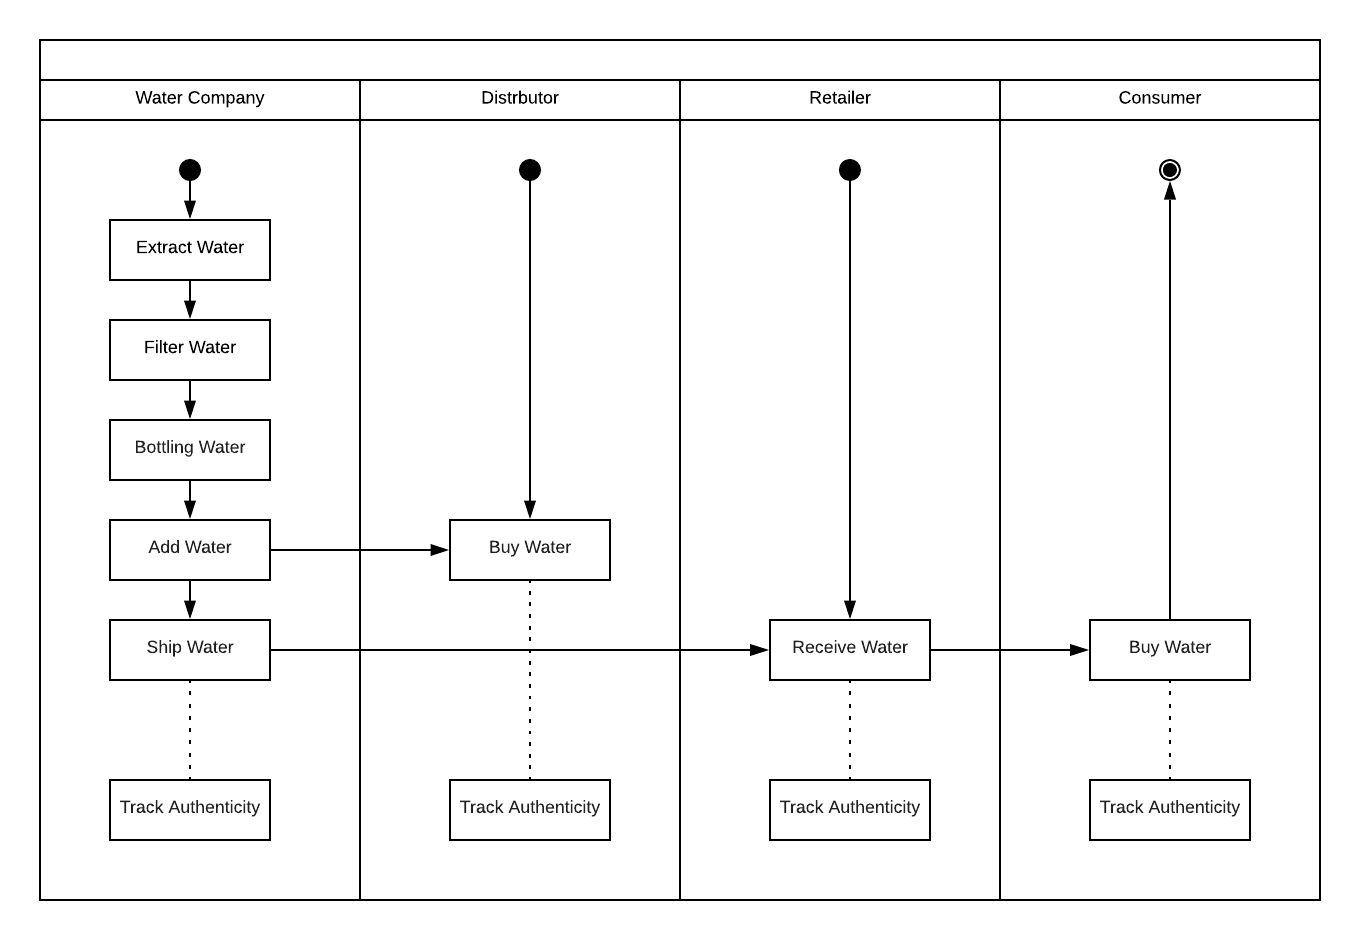 Water Company
Distrbutor
Retailer
Consumer
Extract Water
Filter Water
Bottling Water
Add Water
Buy Water
Ship Water
Receive Water
Buy Water
Track Authenticity
Track Authenticity
Track Authenticity
Track Authenticity